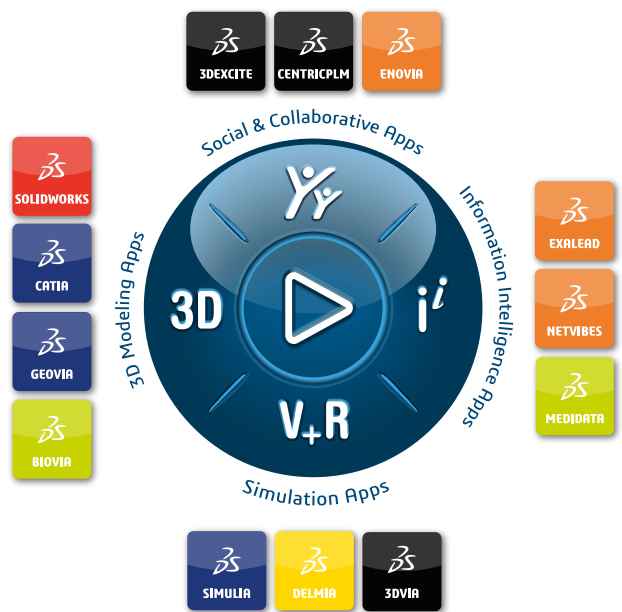 3DEXCITE
CENTRICPLM
ENOVIA
Social & Collaborative Apps
SOLIDWORKS
CATIA
GEOVIA
BIOVIA
3D Modeling Apps
3D
i i
V+R
Information Intelligence Apps
EXALEAD
NETVIBES
MEDIDATA
Simulation Apps
SIMULIA
DELMIA
3DVIA